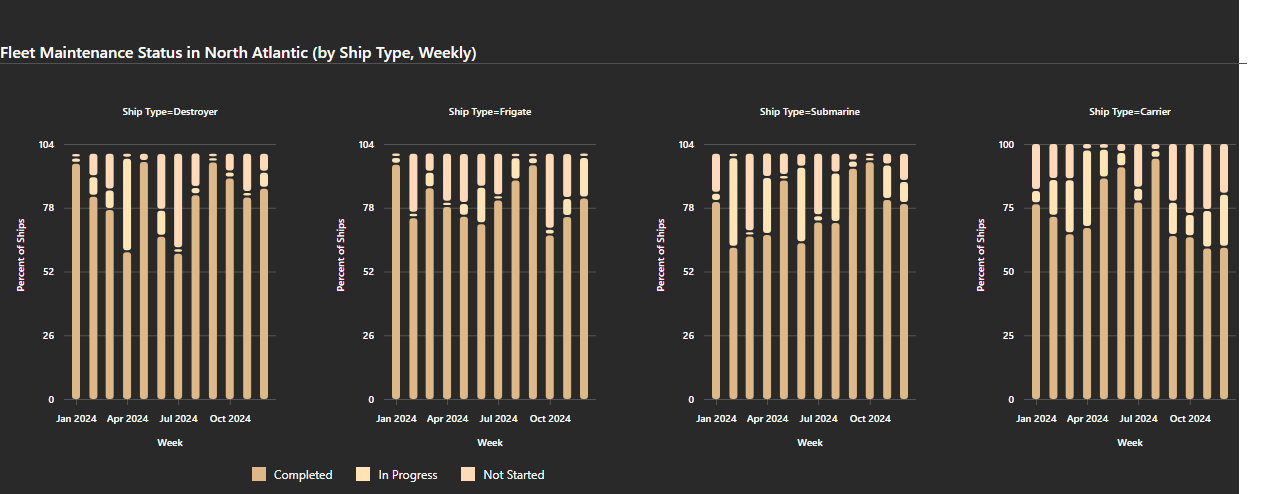 Fleet Maintenance Status in North Atlantic (by Ship Type, Weekly)
Ship Type=Destroyer
Ship Type=Frigate
Ship Type=Submarine
Ship Type=Carrier
104
78
52
26
0
Percent of Ships
Jan 2024 Apr 2024 Jul 2024 Oct 2024
Week
104
78
52
26
0
Percent of Ships
Jan 2024 Apr 2024 Jul 2024 Oct 2024
Week
104
78
52
26
0
Percent of Ships
Jan 2024 Apr 2024 Jul 2024 Oct 2024
Week
100
75
50
25
0
Percent of Ships
Jan 2024 Apr 2024 Jul 2024 Oct 2024
Week
Completed In Progress Not Started